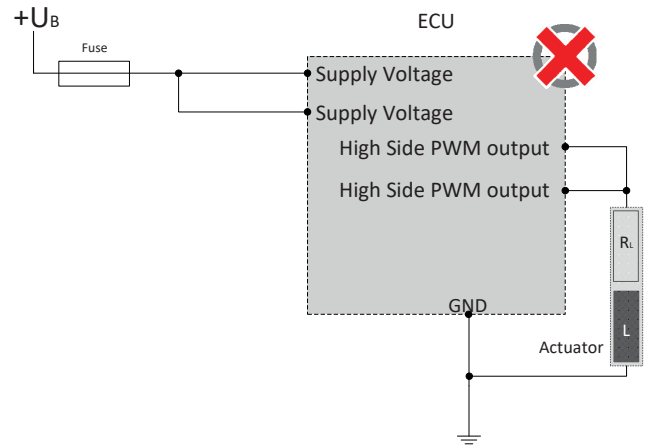 +UB
ECU
Fuse
Supply Voltage
Supply Voltage
High Side PWM output
High Side PWM output
RL
GND
L
Actuator